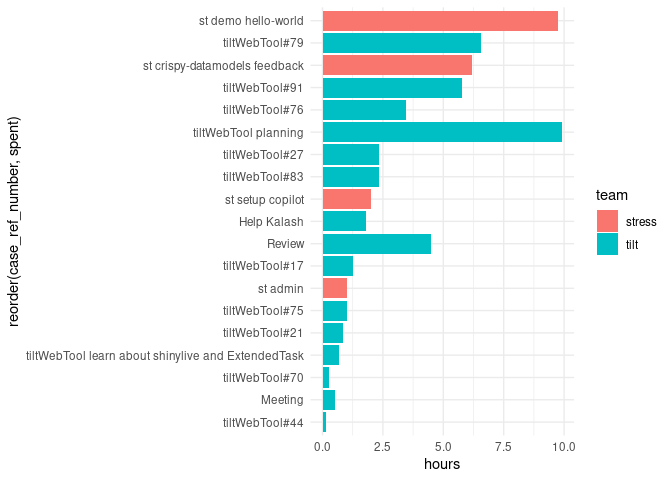 st demo hello-world
tiltWebTool#79
st crispy-datamodels feedback
tiltWebTool#91
tiltWebTool#76
tiltWebTool planning
tiltWebTool#27
tiltWebTool#83
st setup copilot
Help Kalash
Review
tiltWebTool#17
st admin
tiltWebTool#75
tiltWebTool#21
tiltWebTool learn about shinylive and ExtendedTask
tiltWebTool#70
Meeting
tiltWebTool#44
reorder(case_ref_number, spent)
0.0 2.5 5.0 7.5 10.0
hours
team
stress
tilt